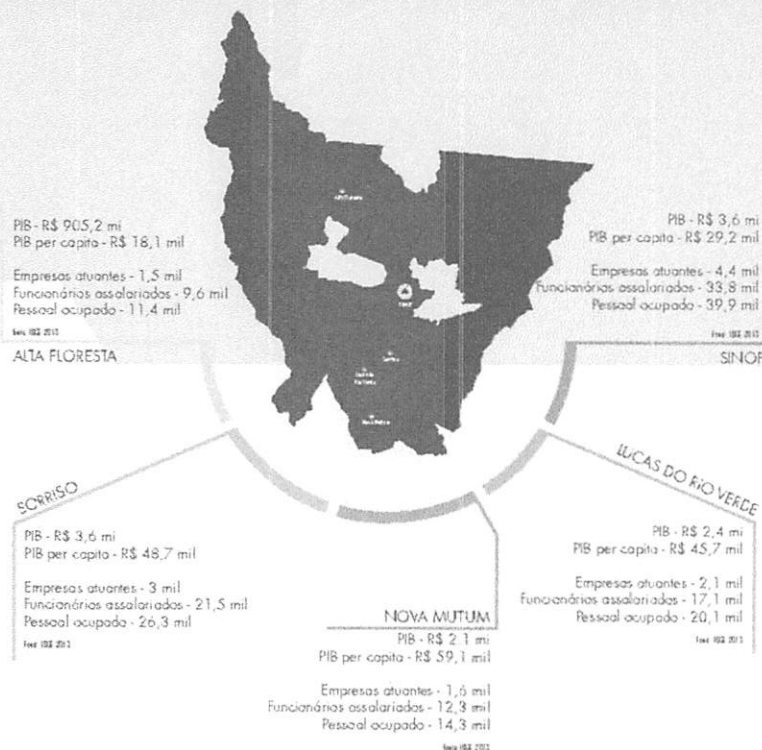 PIB - R$ 905,2 mi
PIB per capita - R$ 18,1 mil
Empresas atuantes - 1,5 mil
Funcionários assalariados - 9,6 mil
Pessoal ocupado - 11,4 mil
ALTA FLORESTA
PIB - R$ 3,6 mi
PIB per capita - R$ 29,2 mil
Empresas atuantes - 4,4 mil
Funcionários assalariados - 33,8 mil
Pessoal ocupado - 39,9 mil
SINOP
SORRISO
PIB - R$ 3,6 mi
PIB per capita - R$ 48,7 mil
Empresas atuantes - 3 mil
Funcionários assalariados - 21,5 mil
Pessoal ocupado - 26,3 mil
NOVA MUTUM
PIB - R$ 2.1 mi
PIB per capita - R$ 59,1 mil
Empresas atuantes - 1,6 mil
Funcionários assalariados - 12,3 mil
Pessoal ocupado - 14,3 mil
LUCAS DO RIO VERDE
PIB - R$ 2,4 mi
PIB per capita - R$ 45,7 mil
Empresas atuantes - 2,1 mil
Funcionários assalariados - 17,1 mil
Pessoal ocupado - 20,1 mil